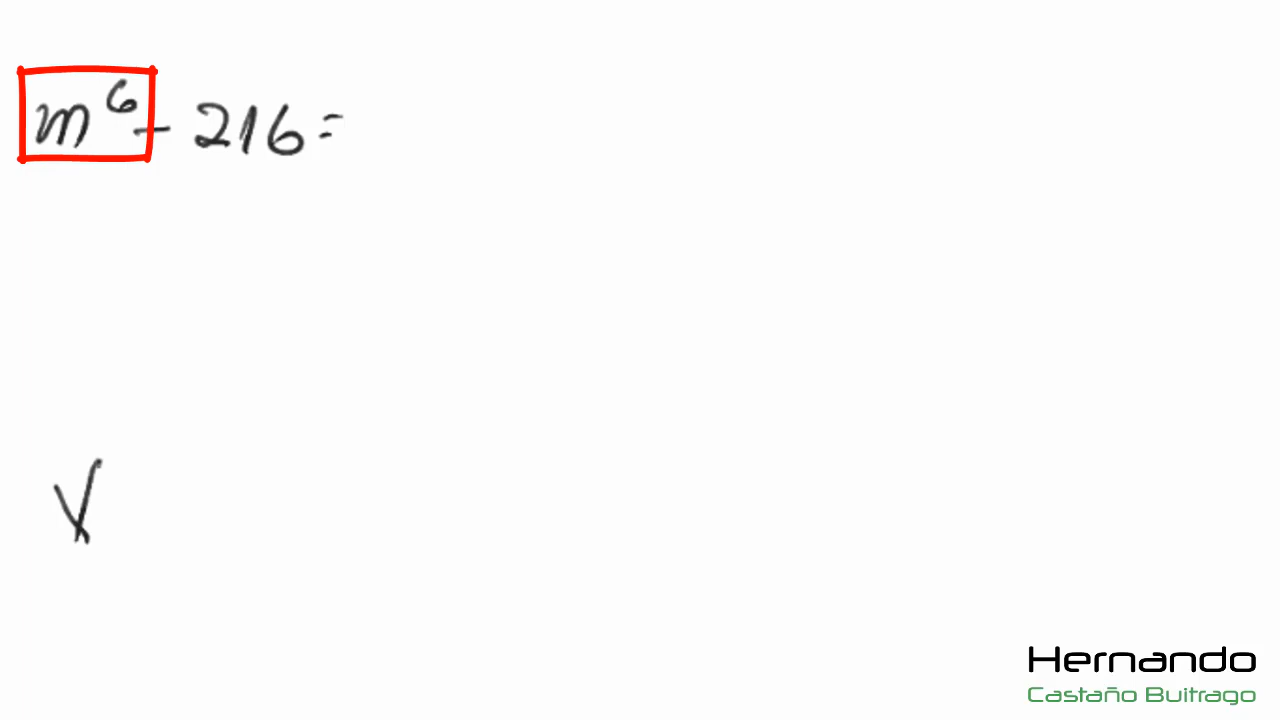 m⁶ - 216 =
√
Hernando
Castaño Buitrago